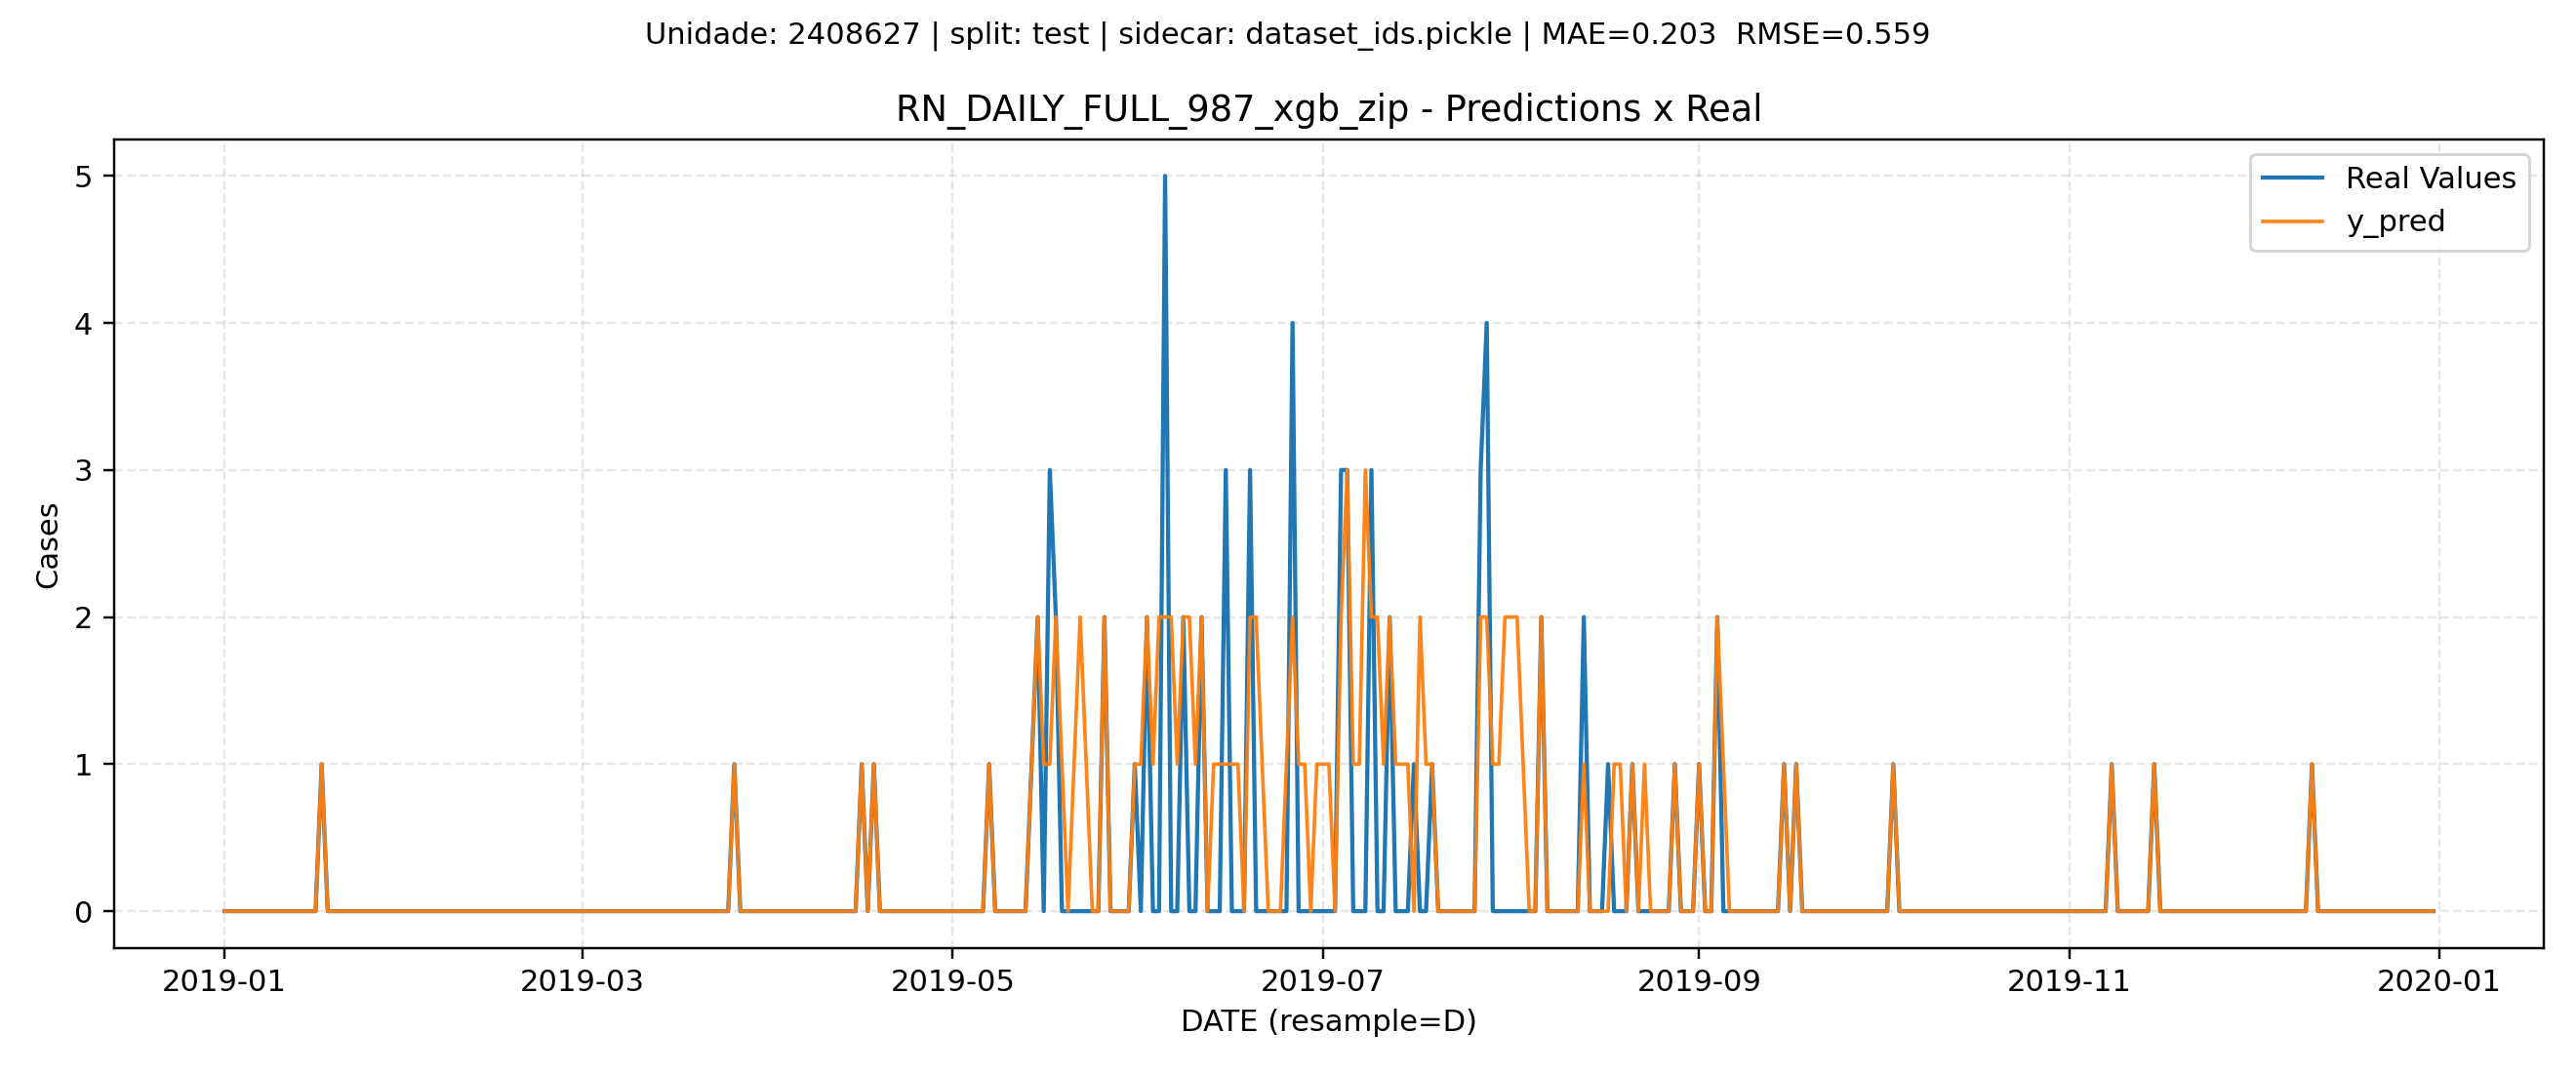 Unidade: 2408627 | split: test | sidecar: dataset_ids.pickle | MAE=0.203  RMSE=0.559
RN_DAILY_FULL_987_xgb_zip - Predictions x Real
Real Values
y_pred
5
4
3
2
1
0
Cases
2019-01 2019-03 2019-05 2019-07 2019-09 2019-11 2020-01
DATE (resample=D)